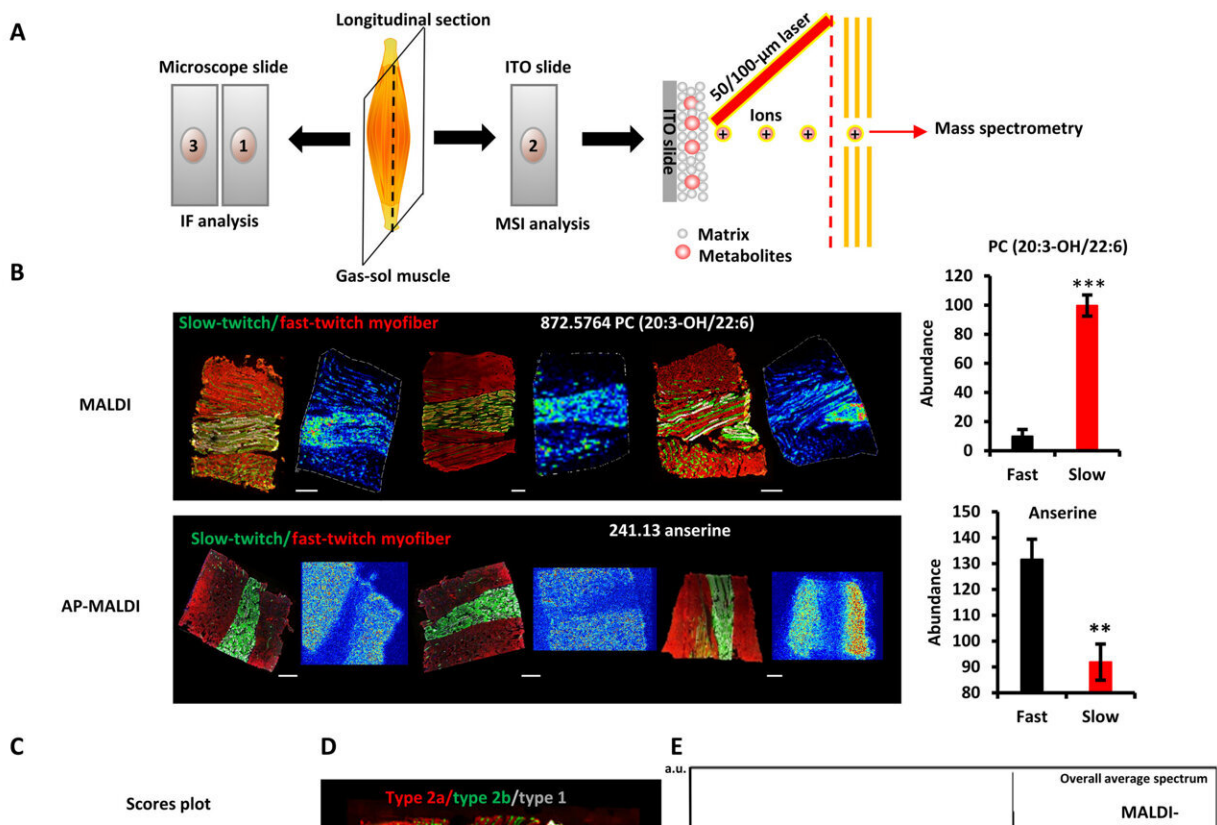 A
Longitudinal section
Microscope slide
ITO slide
3
1
2
IF analysis
MSI analysis
Gas-sol muscle
50/100-µm laser
ITO slide
Ions
+ + + +
Mass spectrometry
Matrix
Metabolites
B
MALDI
Slow-twitch/fast-twitch myofiber
872.5764 PC (20:3-OH/22:6)
PC (20:3-OH/22:6)
Abundance
120
100
80
60
40
20
0
***
Fast
Slow
AP-MALDI
Slow-twitch/fast-twitch myofiber
241.13 anserine
Anserine
Abundance
150
140
130
120
110
100
90
80
**
Fast
Slow
C
Scores plot
D
Type 2a/type 2b/type 1
E
a.u.
Overall average spectrum
MALDI-